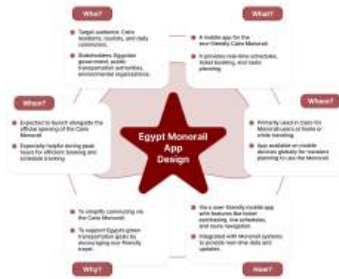 Who?
Target audience: Cairo
residents, tourists, and daily
commuters.
Stakeholders: Egyptian
government, public
transportation authorities,
environmental organizations.
What?
A mobile app for the
eco-friendly Cairo Monorail.
It provides real-time schedules,
ticket booking, and route
planning.
When?
Expected to launch alongside the
official opening of the Cairo
Monorail.
Especially helpful during peak
hours for efficient booking and
schedule tracking.
Egypt Monorail
App
Design
Where?
Primarily used in Cairo for
Monorail users at home or
while traveling.
App available on mobile
devices globally for travelers
planning to use the Monorail.
To simplify commuting via
the Cairo Monorail.
To support Egypt's green
transportation goals by
encouraging eco-friendly
travel.
Why?
Via a user-friendly mobile app
with features like ticket
purchasing, live schedules,
and route navigation.
Integrated with Monorail systems
to provide real-time data and
updates.
How?